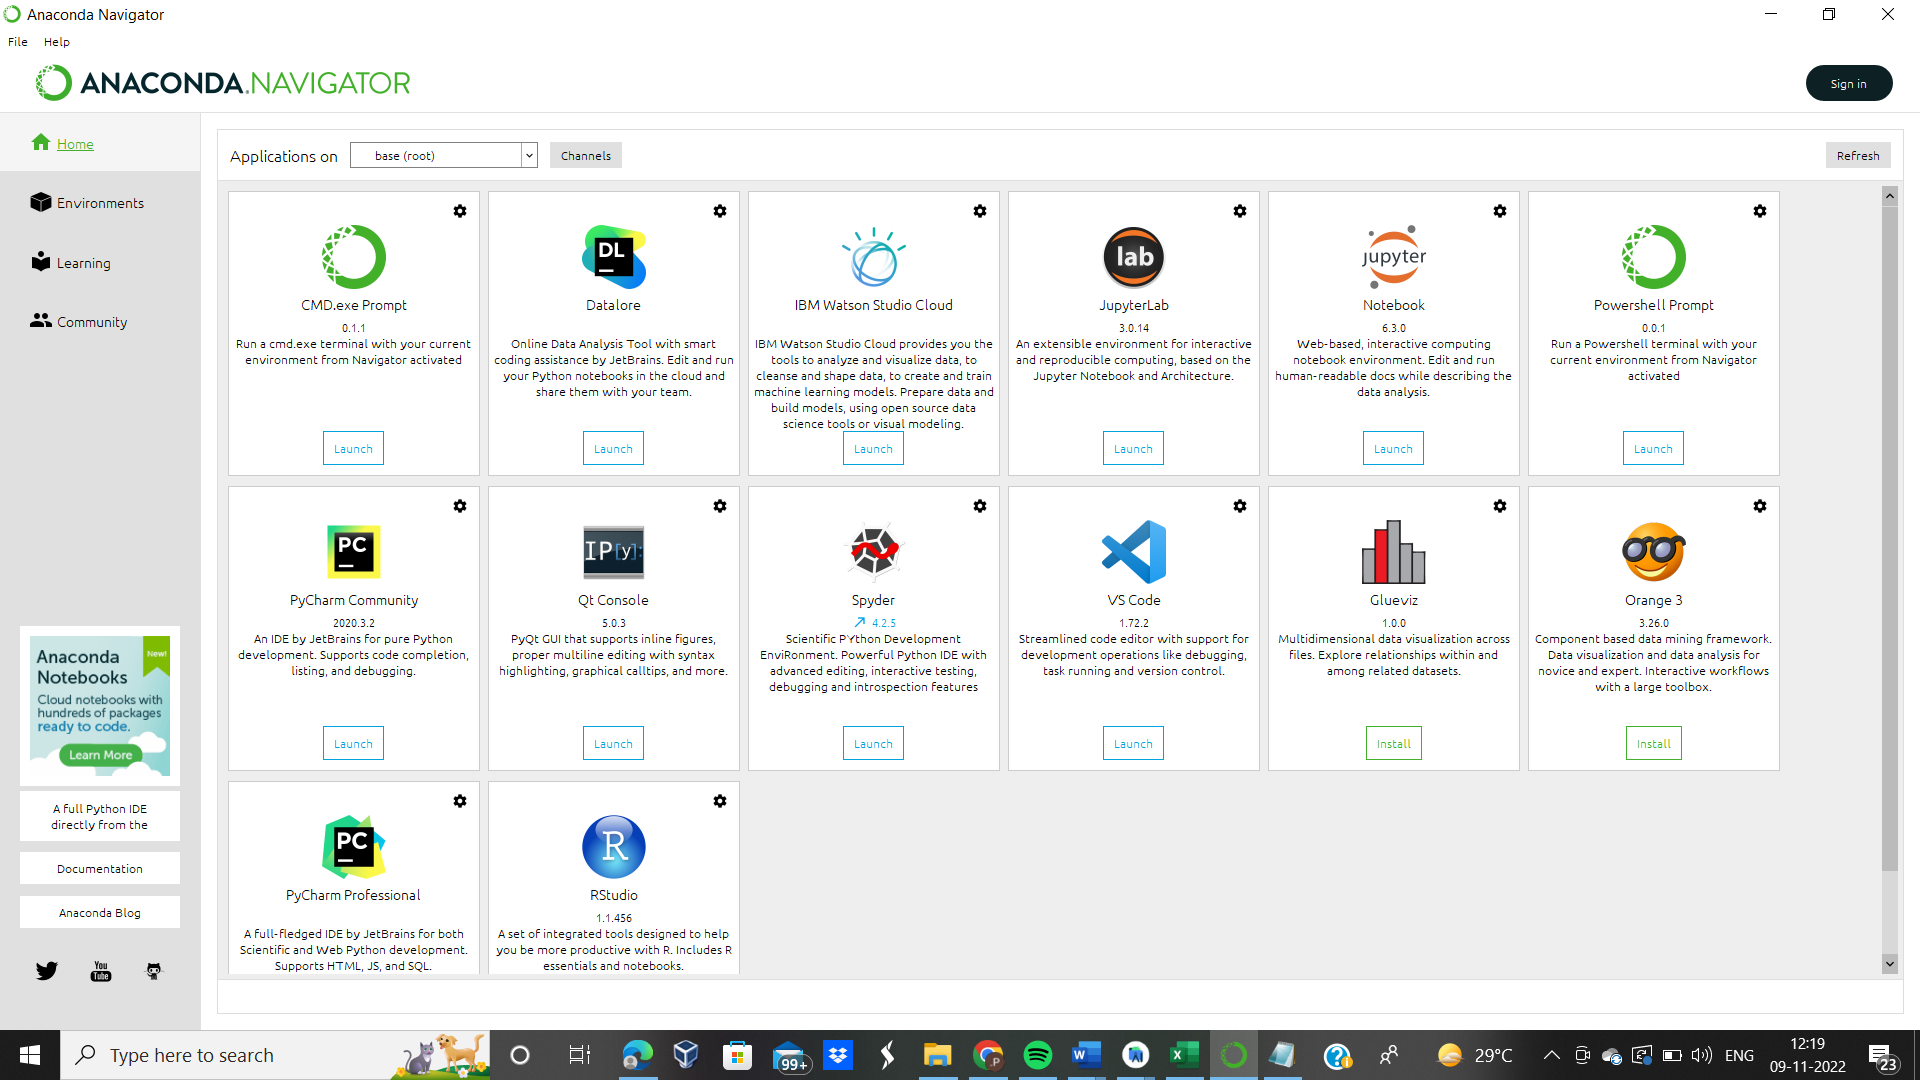 Anaconda Navigator
File Help
ANACONDA.NAVIGATOR
Sign in
Home
Environments
Learning
Community
Applications on base (root) Channels Refresh
CMD.exe Prompt
0.1.1
Run a cmd.exe terminal with your current
environment from Navigator activated
Launch
DL
Datalore
Online Data Analysis Tool with smart
coding assistance by JetBrains. Edit and run
your Python notebooks in the cloud and
share them with your team.
Launch
IBM Watson Studio Cloud
IBM Watson Studio Cloud provides you the
tools to analyze and visualize data, to
cleanse and shape data, to create and train
machine learning models. Prepare data and
build models, using open source data
science tools or visual modeling.
Launch
lab
JupyterLab
3.0.14
An extensible environment for interactive
and reproducible computing, based on the
Jupyter Notebook and Architecture.
Launch
jupyter
Notebook
6.3.0
Web-based, interactive computing
notebook environment. Edit and run
human-readable docs while describing the
data analysis.
Launch
Powershell Prompt
0.0.1
Run a Powershell terminal with your
current environment from Navigator
activated
Launch
PC
PyCharm Community
2020.3.2
An IDE by JetBrains for pure Python
development. Supports code completion,
listing, and debugging.
Launch
IP[y]:
Qt Console
5.0.3
PyQt GUI that supports inline figures,
proper multiline editing with syntax
highlighting, graphical calltips, and more.
Launch
Spyder
4.2.5
Scientific PYthon Development
EnviRonment. Powerful Python IDE with
advanced editing, interactive testing,
debugging and introspection features
Launch
VS Code
1.72.2
Streamlined code editor with support for
development operations like debugging,
task running and version control.
Launch
Glueviz
1.0.0
Multidimensional data visualization across
files. Explore relationships within and
among related datasets.
Install
Orange 3
3.26.0
Component based data mining framework.
Data visualization and data analysis for
novice and expert. Interactive workflows
with a large toolbox.
Install
PC
PyCharm Professional
A full-fledged IDE by JetBrains for both
Scientific and Web Python development.
Supports HTML, JS, and SQL.
R
RStudio
1.1.456
A set of integrated tools designed to help
you be more productive with R. Includes R
essentials and notebooks.
New!
Anaconda
Notebooks
Cloud notebooks with
hundreds of packages
ready to code.
Learn More
A full Python IDE
directly from the
Documentation
Anaconda Blog
You
Tube
Type here to search
99+
P
W
X
29°C
ENG
12:19
09-11-2022
23